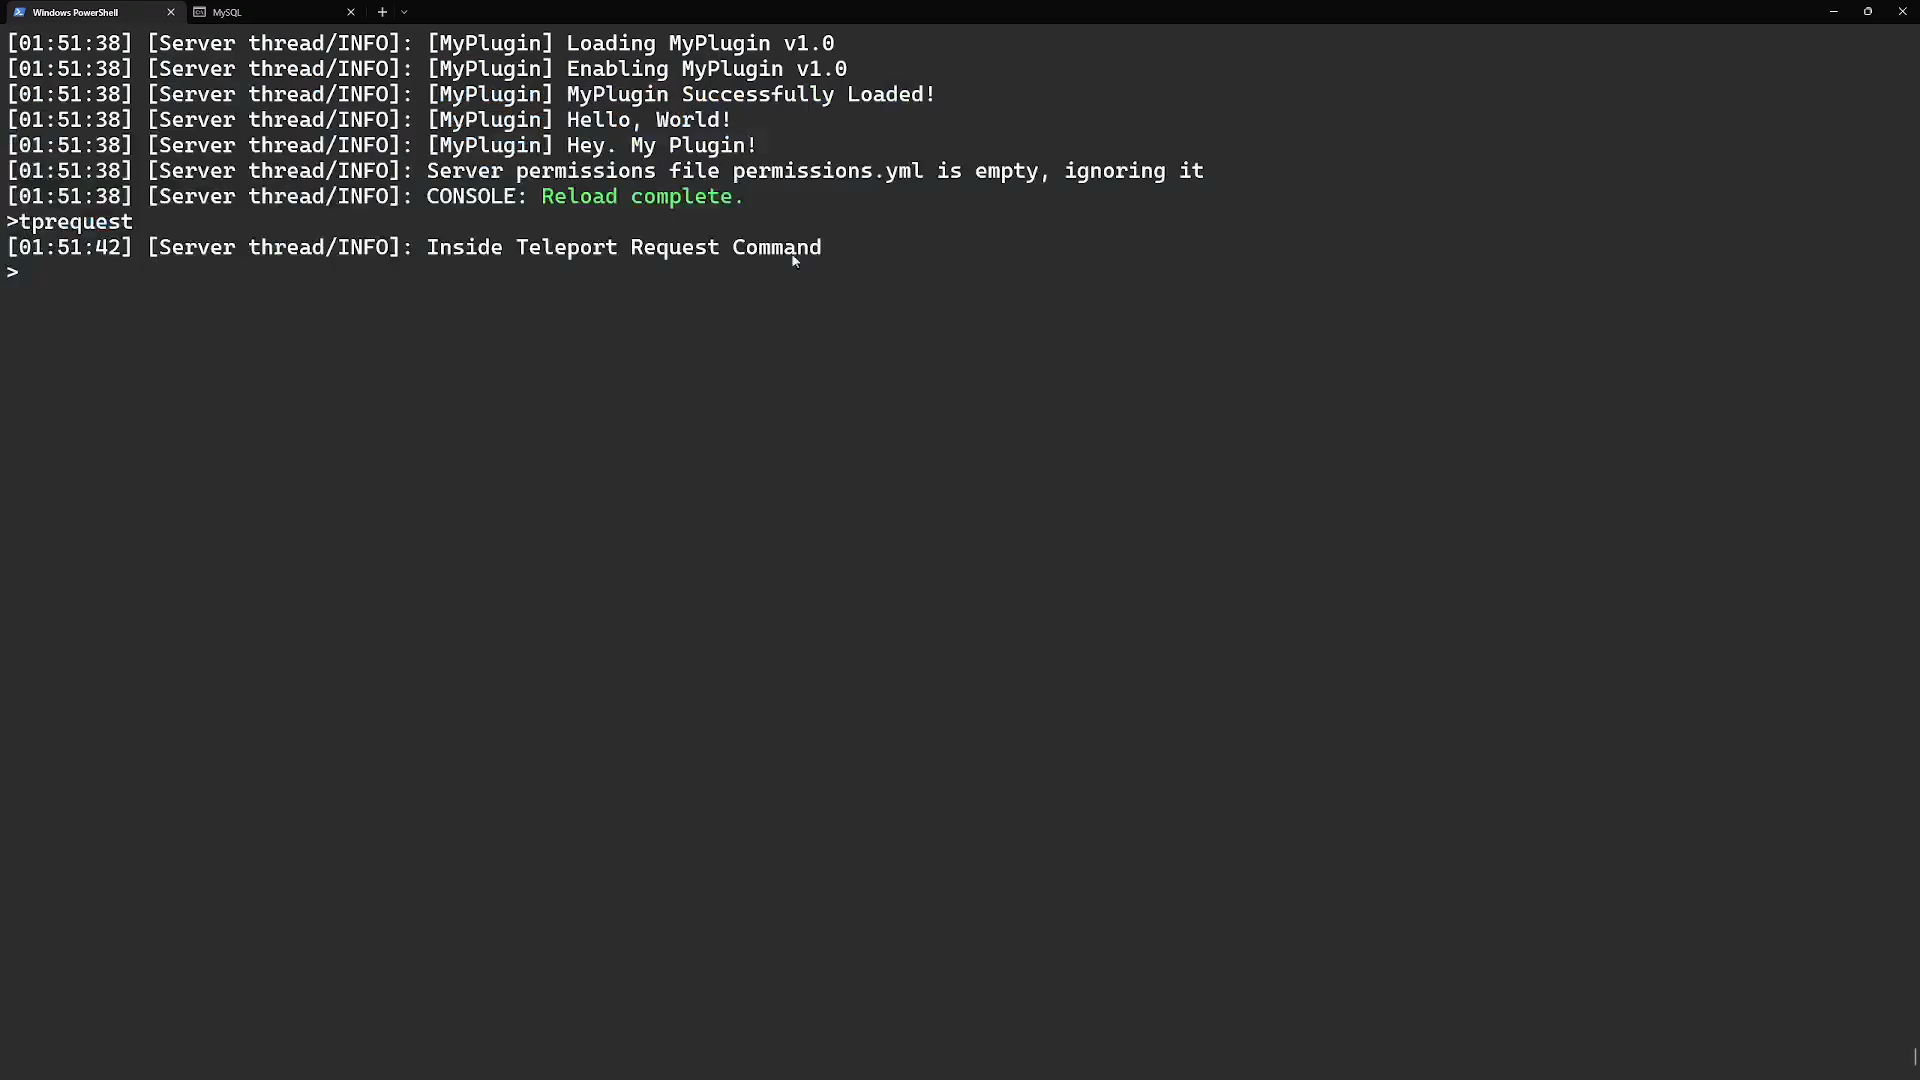 Windows PowerShell
MySQL
[01:51:38] [Server thread/INFO]: [MyPlugin] Loading MyPlugin v1.0
[01:51:38] [Server thread/INFO]: [MyPlugin] Enabling MyPlugin v1.0
[01:51:38] [Server thread/INFO]: [MyPlugin] MyPlugin Successfully Loaded!
[01:51:38] [Server thread/INFO]: [MyPlugin] Hello, World!
[01:51:38] [Server thread/INFO]: [MyPlugin] Hey. My Plugin!
[01:51:38] [Server thread/INFO]: Server permissions file permissions.yml is empty, ignoring it
[01:51:38] [Server thread/INFO]: CONSOLE: Reload complete.
>tprequest
[01:51:42] [Server thread/INFO]: Inside Teleport Request Command
>